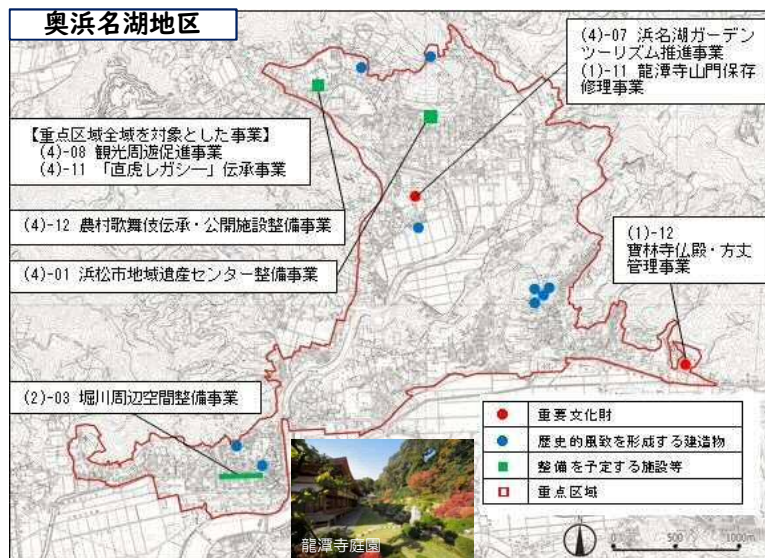 奥浜名湖地区
(4)-07 浜名湖ガーデン
ツーリズム推進事業
(1)-11 龍潭寺山門保存
修理事業
【重点区域全域を対象とした事業】
(4)-08 観光周遊促進事業
(4)-11 「直虎レガシー」伝承事業
(4)-12 農村歌舞伎伝承・公開施設整備事業
(4)-01 浜松市地域遺産センター整備事業
(1)-12
寶林寺仏殿・方丈
管理事業
(2)-03 堀川周辺空間整備事業
重要文化財
歴史的風致を形成する建造物
整備を予定する施設等
重点区域
龍潭寺庭園
0 500 1000m